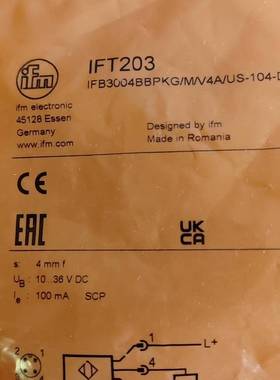 ifm
IFT203
IFB3004BBPKG/M/V4A/US-104-D
ifm electronic
45128 Essen
Germany
www.ifm.com
Designed by ifm
Made in Romania
CE
EAC
UK
CA
s: 4 mm f
UB: 10...36 V DC
Ie: 100 mA SCP
1
L+
2
4